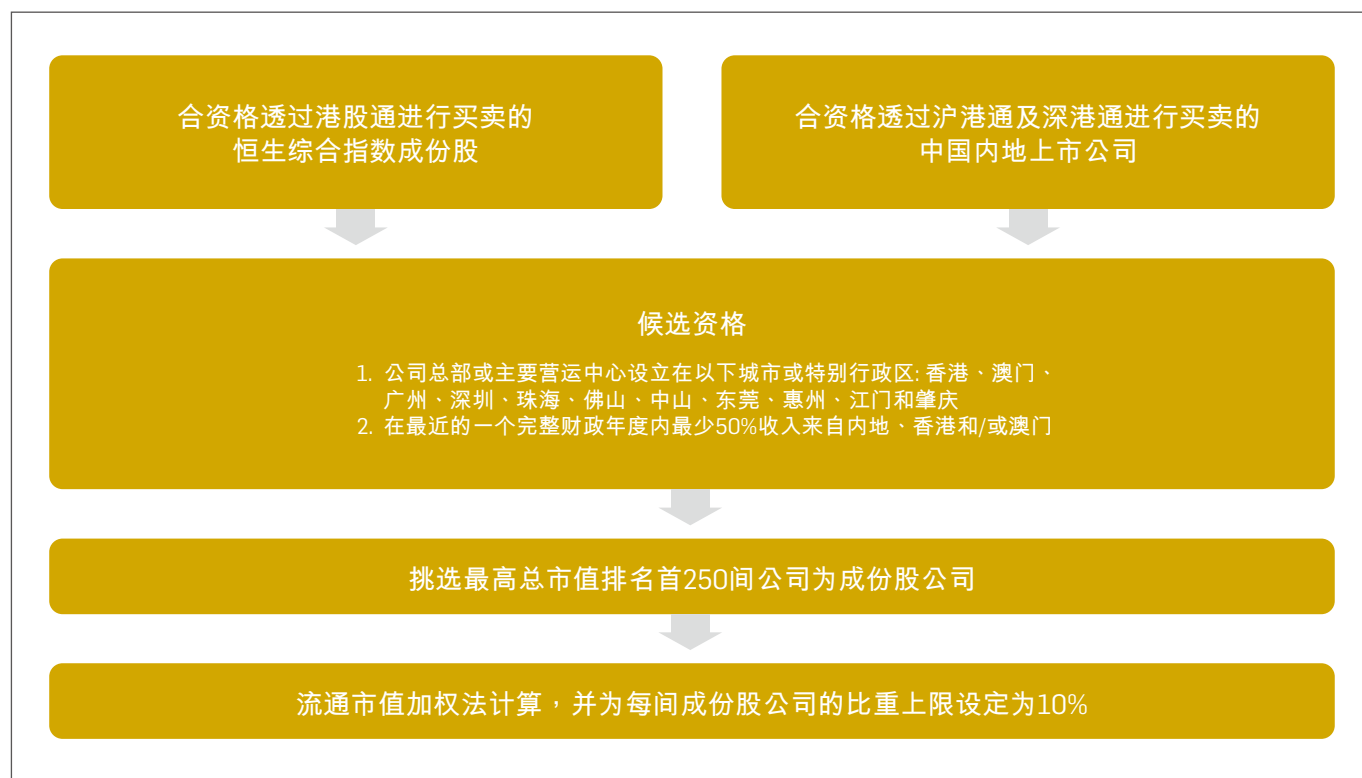 合资格透过港股通进行买卖的
恒生综合指数成份股
合资格透过沪港通及深港通进行买卖的
中国内地上市公司
候选资格
1. 公司总部或主要营运中心设立在以下城市或特别行政区: 香港、澳门、
广州、深圳、珠海、佛山、中山、东莞、惠州、江门和肇庆
2. 在最近的一个完整财政年度内最少50%收入来自内地、香港和/或澳门
挑选最高总市值排名首250间公司为成份股公司
流通市值加权法计算，并为每间成份股公司的比重上限设定为10%